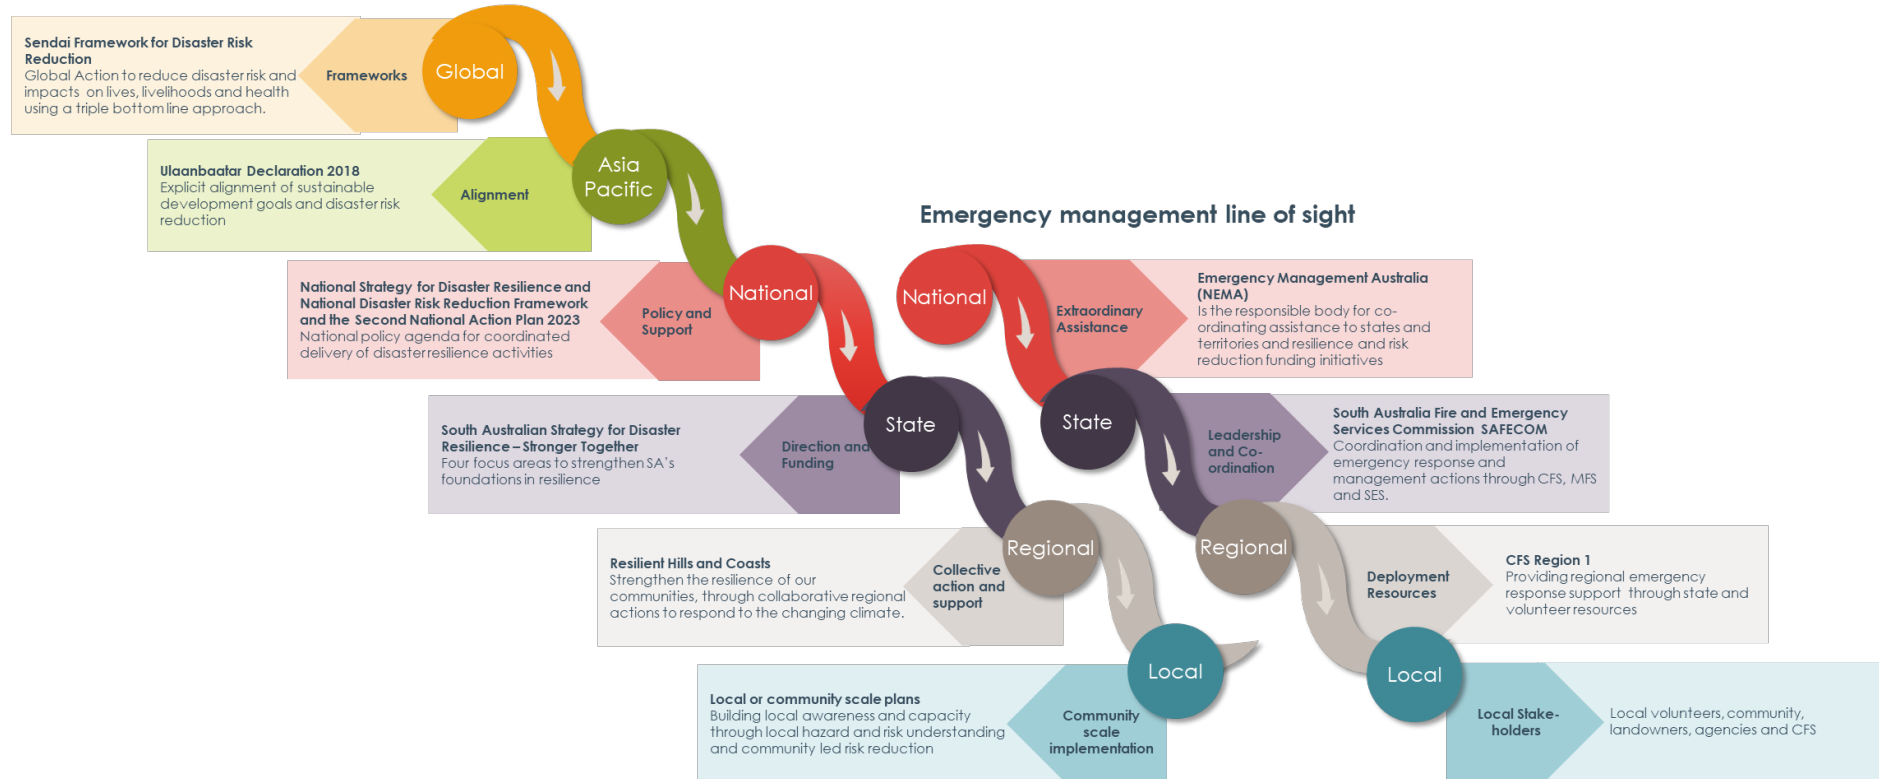 Sendai Framework for Disaster Risk
Reduction
Global Action to reduce disaster risk and
impacts on lives, livelihoods and health
using a triple bottom line approach.
Frameworks
Global
Ulaanbaatar Declaration 2018
Explicit alignment of sustainable
development goals and disaster risk
reduction
Alignment
Asia
Pacific
National Strategy for Disaster Resilience and
National Disaster Risk Reduction Framework
and the Second National Action Plan 2023
National policy agenda for coordinated
delivery of disaster resilience activities
Policy and
Support
National
South Australian Strategy for Disaster
Resilience – Stronger Together
Four focus areas to strengthen SA's
foundations in resilience
Direction and
Funding
State
Resilient Hills and Coasts
Strengthen the resilience of our
communities, through collaborative regional
actions to respond to the changing climate.
Collective
action and
support
Regional
Local or community scale plans
Building local awareness and capacity
through local hazard and risk understanding
and community led risk reduction
Community
scale
implementation
Local
Emergency management line of sight
National
Extraordinary
Assistance
Emergency Management Australia
(NEMA)
Is the responsible body for co-
ordinating assistance to states and
territories and resilience and risk
reduction funding initiatives
State
Leadership
and Co-
ordination
South Australia Fire and Emergency
Services Commission SAFECOM
Coordination and implementation of
emergency response and
management actions through CFS, MFS
and SES.
Regional
Deployment
Resources
CFS Region 1
Providing regional emergency
response support through state and
volunteer resources
Local
Local Stake-
holders
Local volunteers, community,
landowners, agencies and CFS